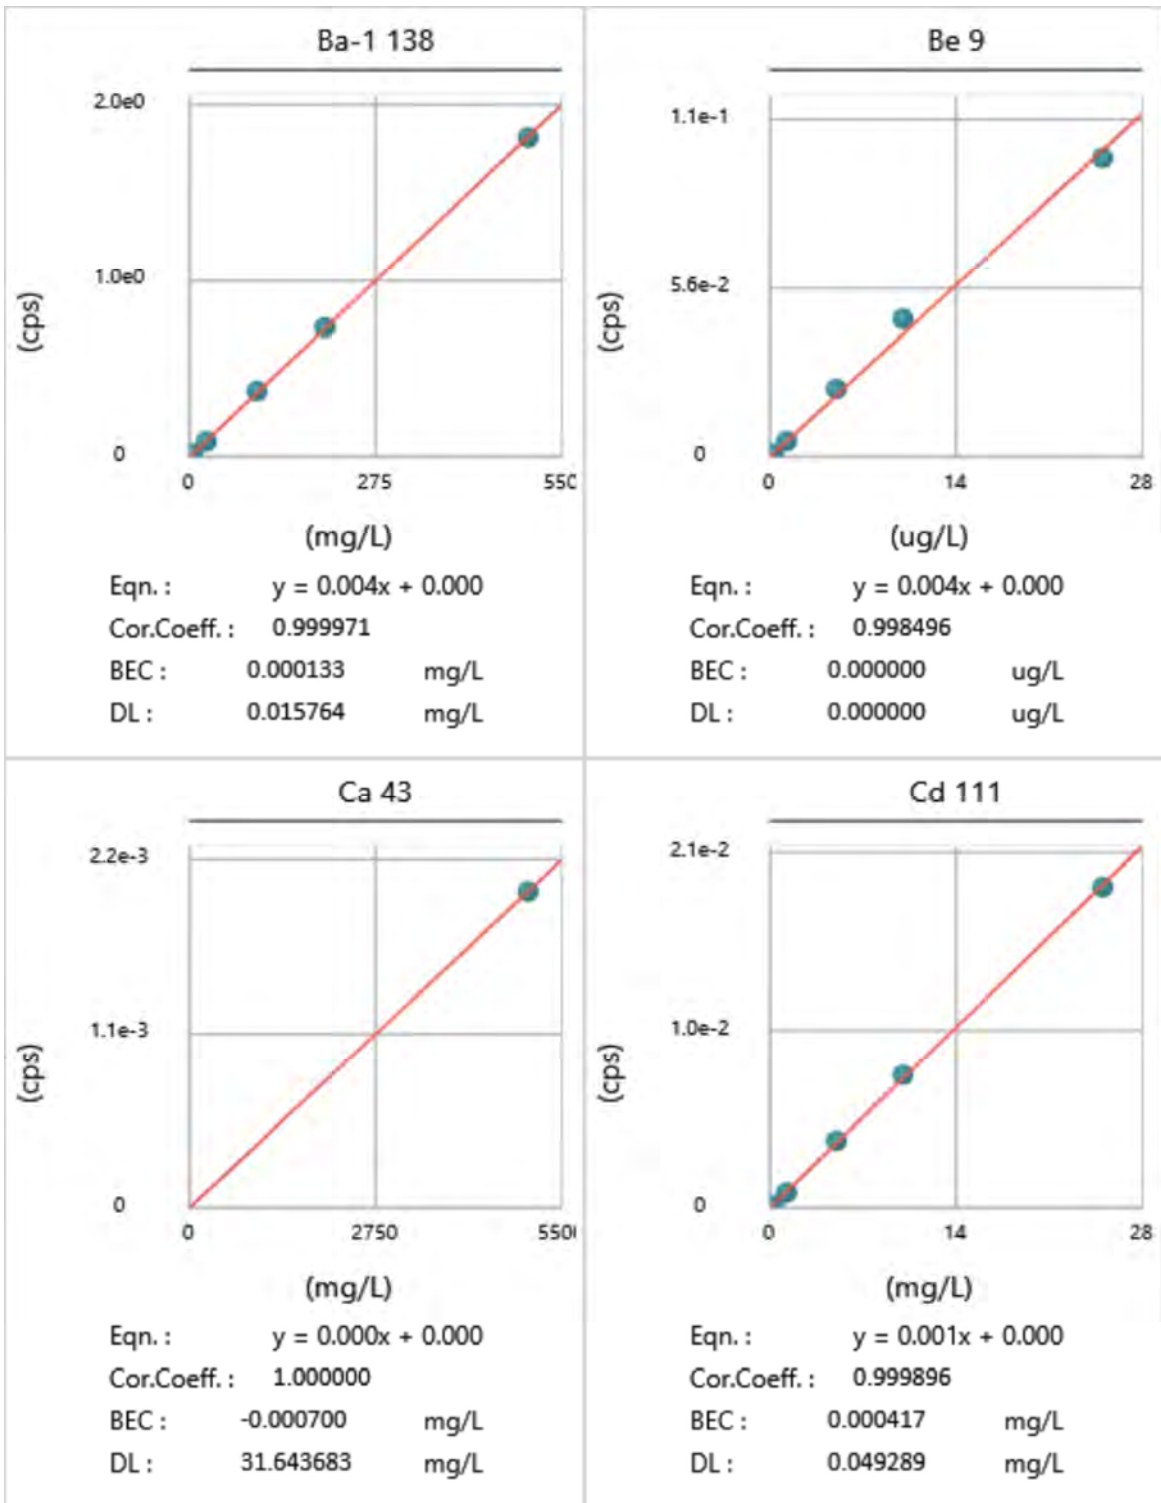 Ba-1 138
2.0e0
1.0e0
0
(cps)
0 275 550
(mg/L)
Eqn. : y = 0.004x + 0.000
Cor.Coeff. : 0.999971
BEC : 0.000133 mg/L
DL : 0.015764 mg/L
Be 9
1.1e-1
5.6e-2
0
(cps)
0 14 28
(ug/L)
Eqn. : y = 0.004x + 0.000
Cor.Coeff. : 0.998496
BEC : 0.000000 ug/L
DL : 0.000000 ug/L
Ca 43
2.2e-3
1.1e-3
0
(cps)
0 2750 5500
(mg/L)
Eqn. : y = 0.000x + 0.000
Cor.Coeff. : 1.000000
BEC : -0.000700 mg/L
DL : 31.643683 mg/L
Cd 111
2.1e-2
1.0e-2
0
(cps)
0 14 28
(mg/L)
Eqn. : y = 0.001x + 0.000
Cor.Coeff. : 0.999896
BEC : 0.000417 mg/L
DL : 0.049289 mg/L